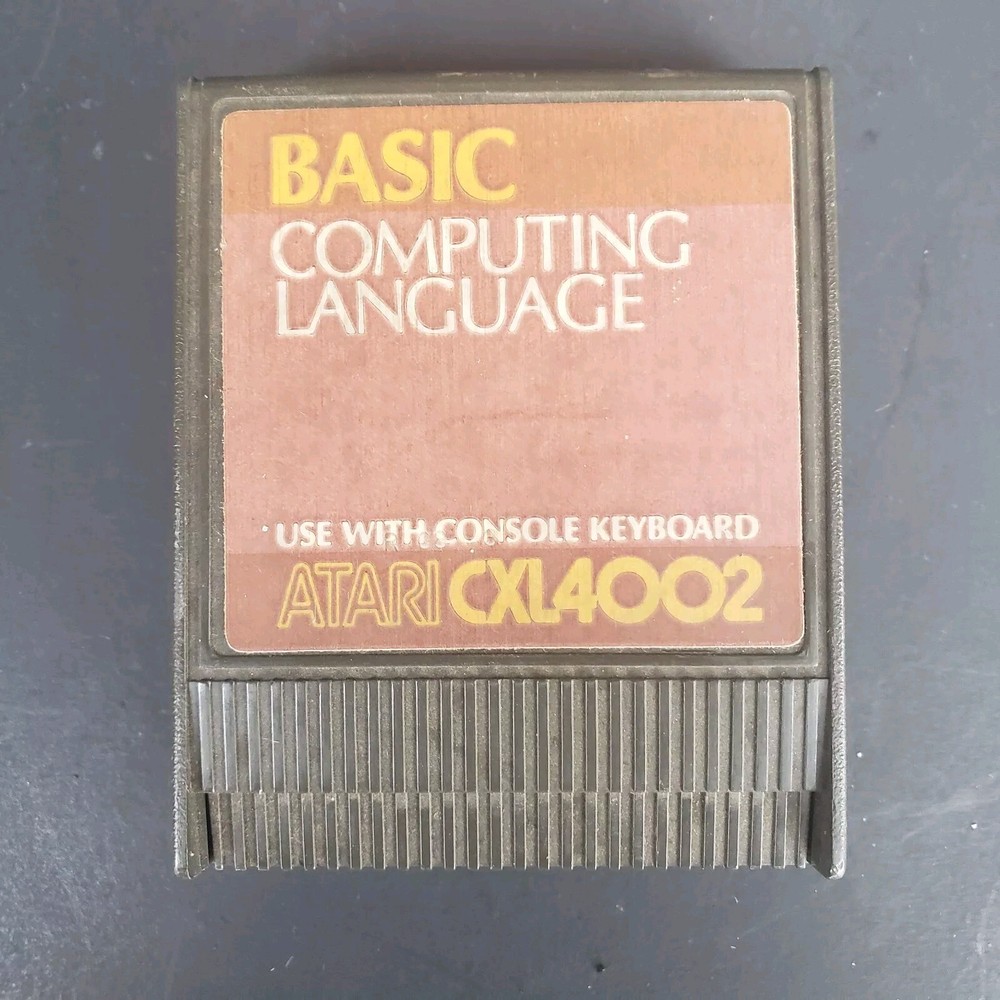 BASIC
COMPUTING
LANGUAGE
USE WITH CONSOLE KEYBOARD
ATARI CXL4002